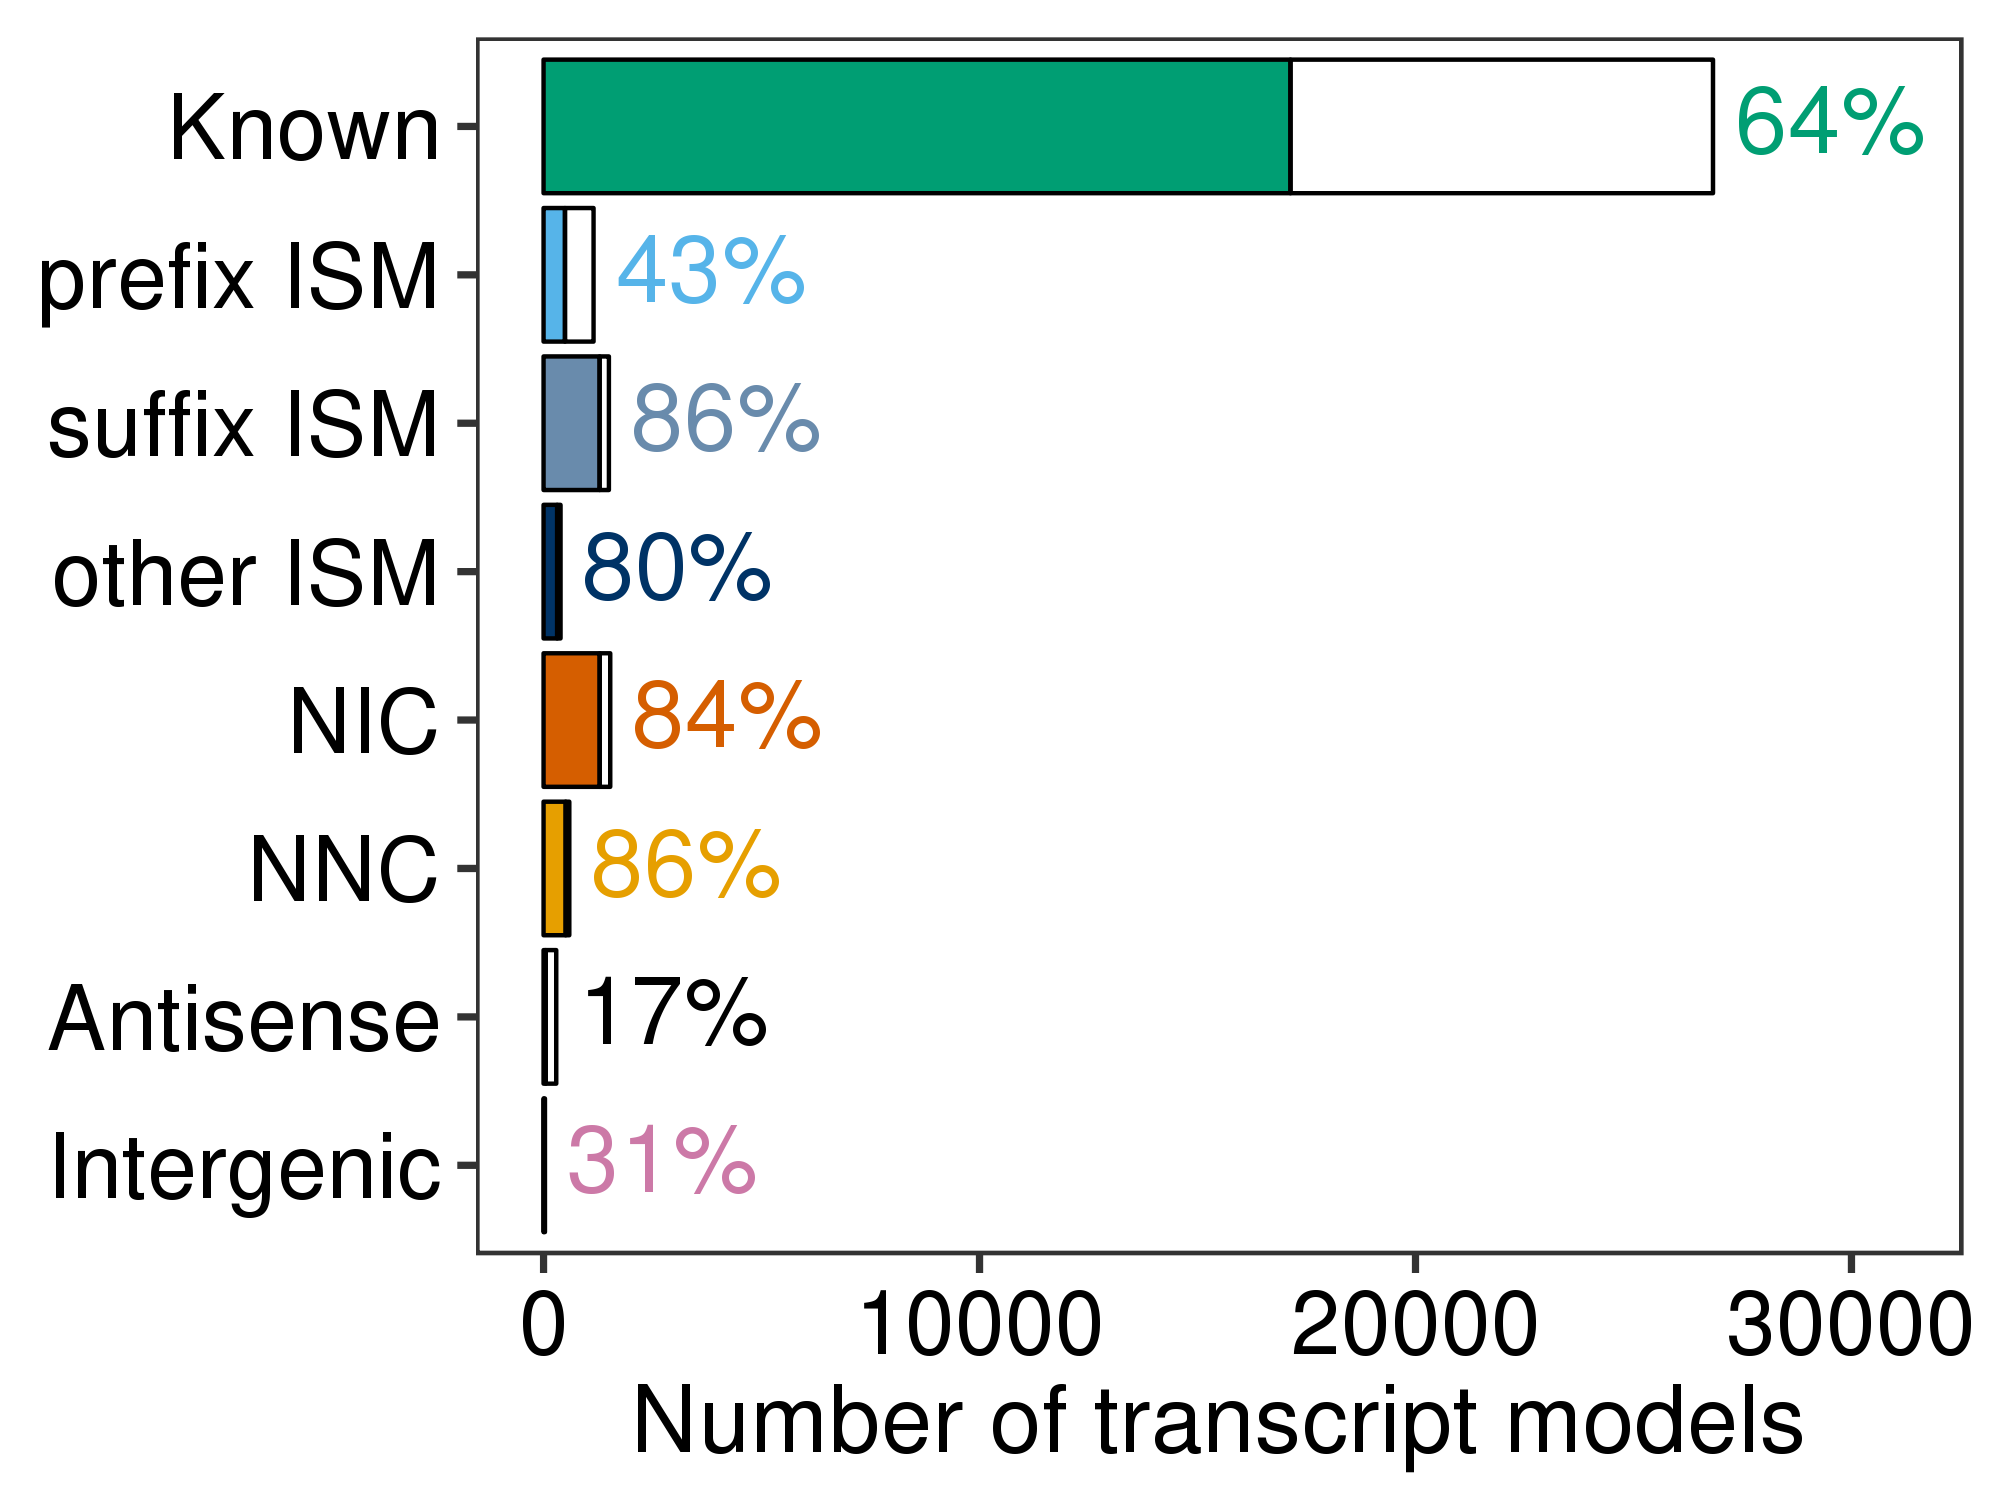 Known 64%
prefix ISM 43%
suffix ISM 86%
other ISM 80%
NIC 84%
NNC 86%
Antisense 17%
Intergenic 31%
0 10000 20000 30000
Number of transcript models